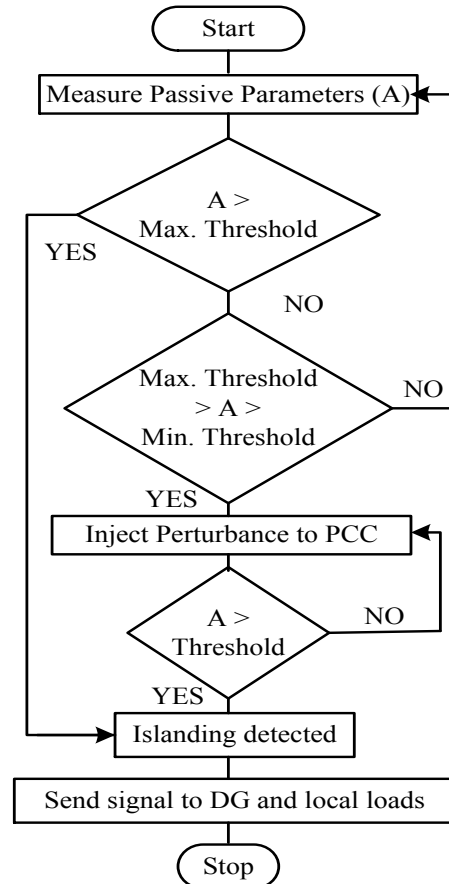 Start
Measure Passive Parameters (A)
A >
Max. Threshold
YES
NO
Max. Threshold
> A >
Min. Threshold
NO
YES
Inject Perturbance to PCC
A >
Threshold
NO
YES
Islanding detected
Send signal to DG and local loads
Stop